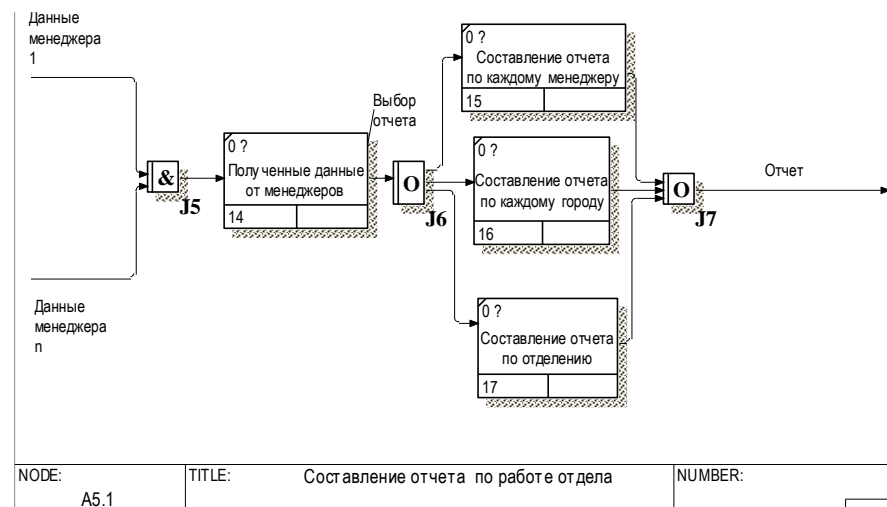 Данные
менеджера
1
&
J5
0 ?
Полученные данные
от менеджеров
14
Выбор
отчета
O
J6
0 ?
Составление отчета
по каждому менеджеру
15
0 ?
Составление отчета
по каждому городу
16
0 ?
Составление отчета
по отделению
17
O
J7
Отчет
Данные
менеджера
n
NODE:
A5.1
TITLE:
Составление отчета по работе отдела
NUMBER: